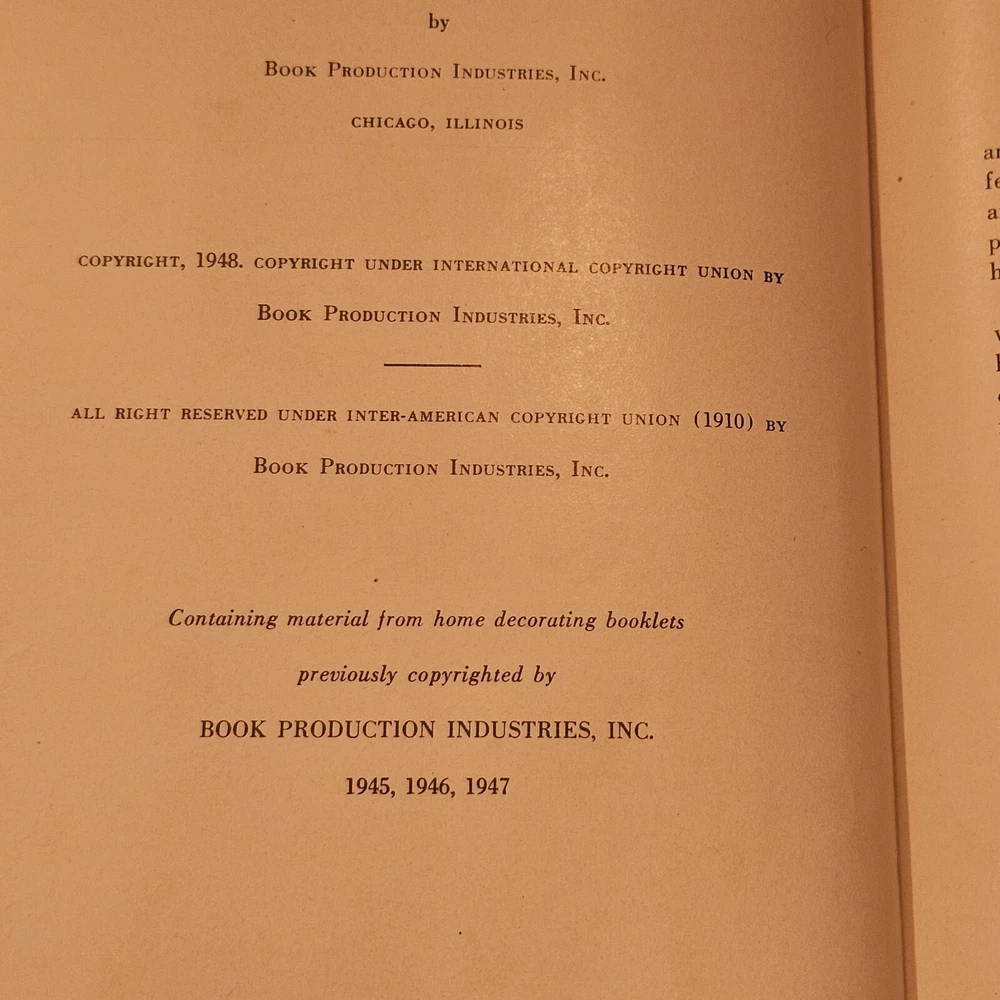 by
Book Production Industries, Inc.
CHICAGO, ILLINOIS
COPYRIGHT, 1948. COPYRIGHT UNDER INTERNATIONAL COPYRIGHT UNION BY
Book Production Industries, Inc.
ALL RIGHT RESERVED UNDER INTER-AMERICAN COPYRIGHT UNION (1910) BY
Book Production Industries, Inc.
Containing material from home decorating booklets
previously copyrighted by
BOOK PRODUCTION INDUSTRIES, INC.
1945, 1946, 1947